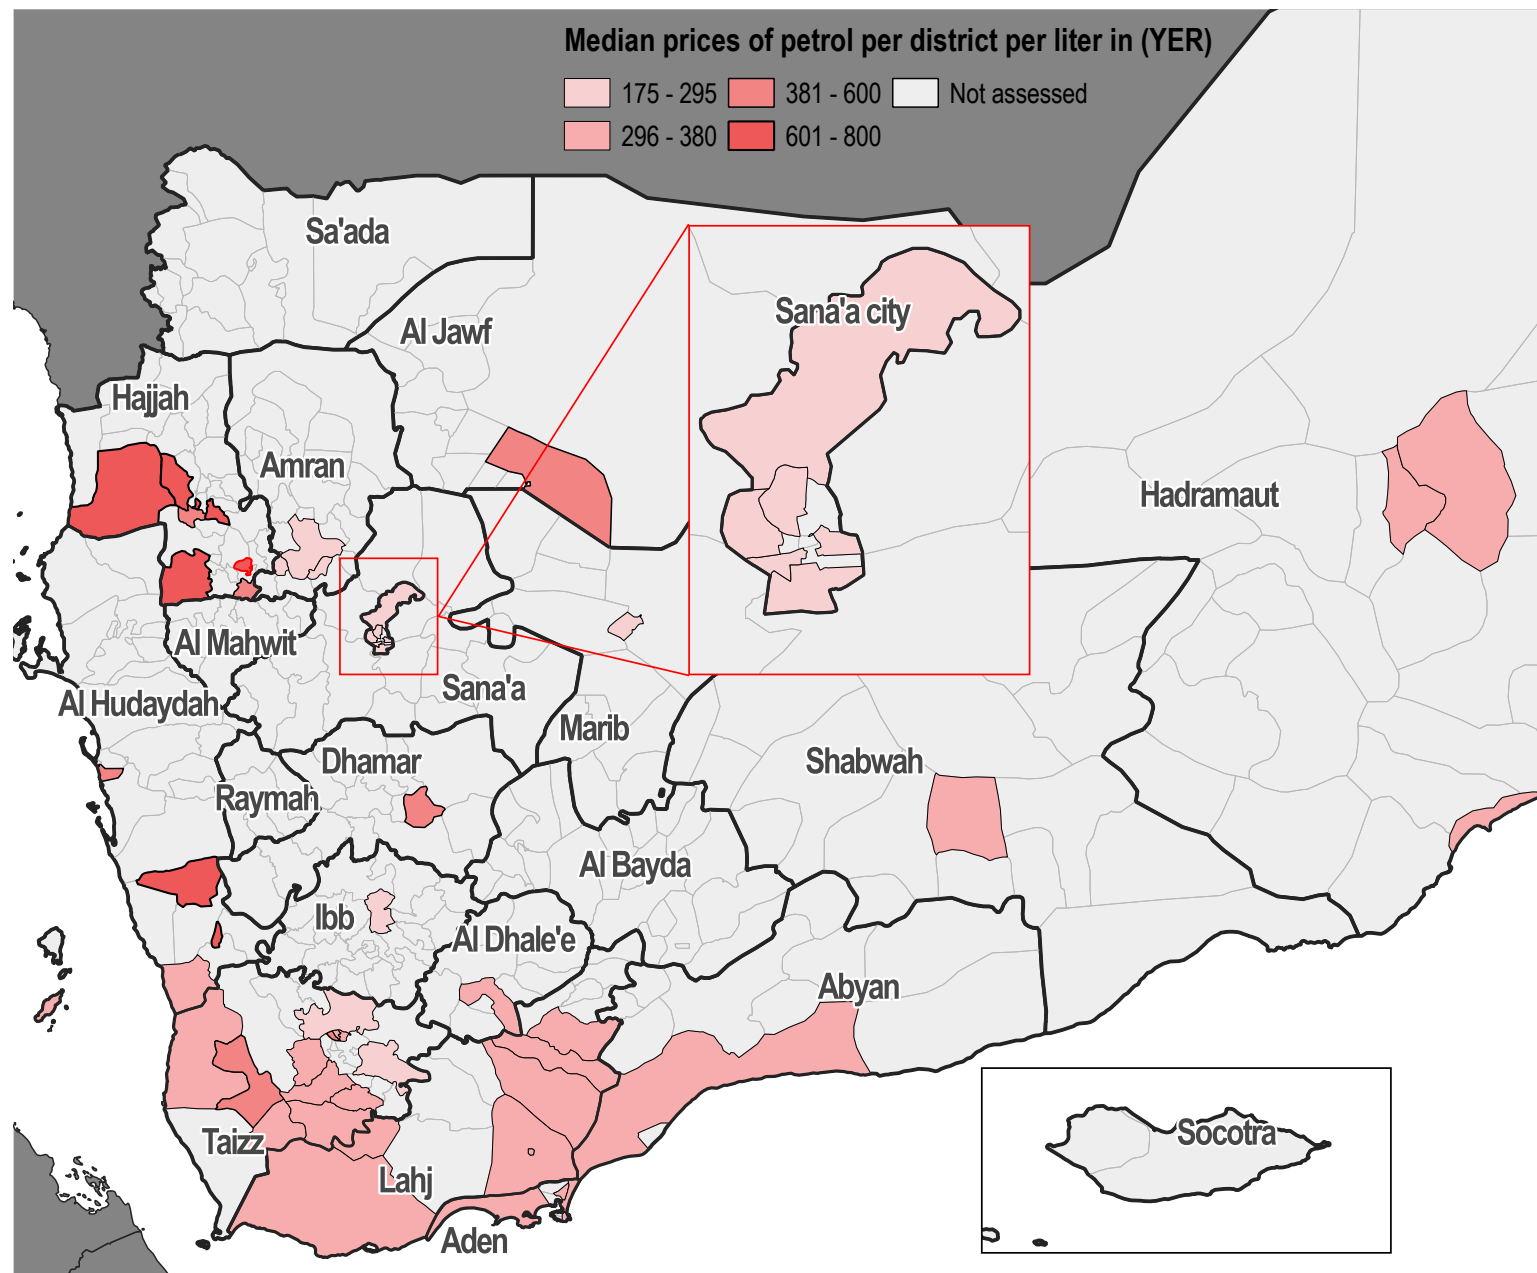 Median prices of petrol per district per liter in (YER)
175 - 295 381 - 600 Not assessed
296 - 380 601 - 800
Sa'ada
Al Jawf
Sana'a city
Hajjah
Amran
Hadramaut
Al Mahwit
Sana'a
Al Hudaydah
Marib
Dhamar
Shabwah
Raymah
Al Bayda
Ibb
Al Dhale'e
Abyan
Taizz
Socotra
Lahj
Aden